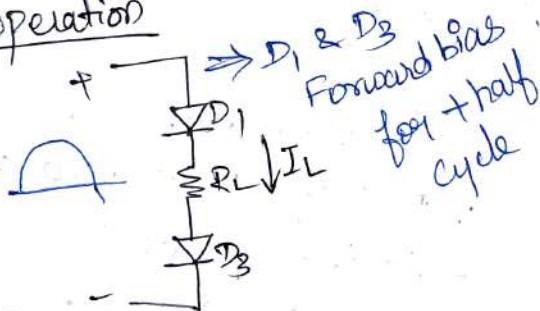 operation
+
⇒ D1 & D3
Forward bias
for + half
cycle
D1
RL ↓ IL
D3
-